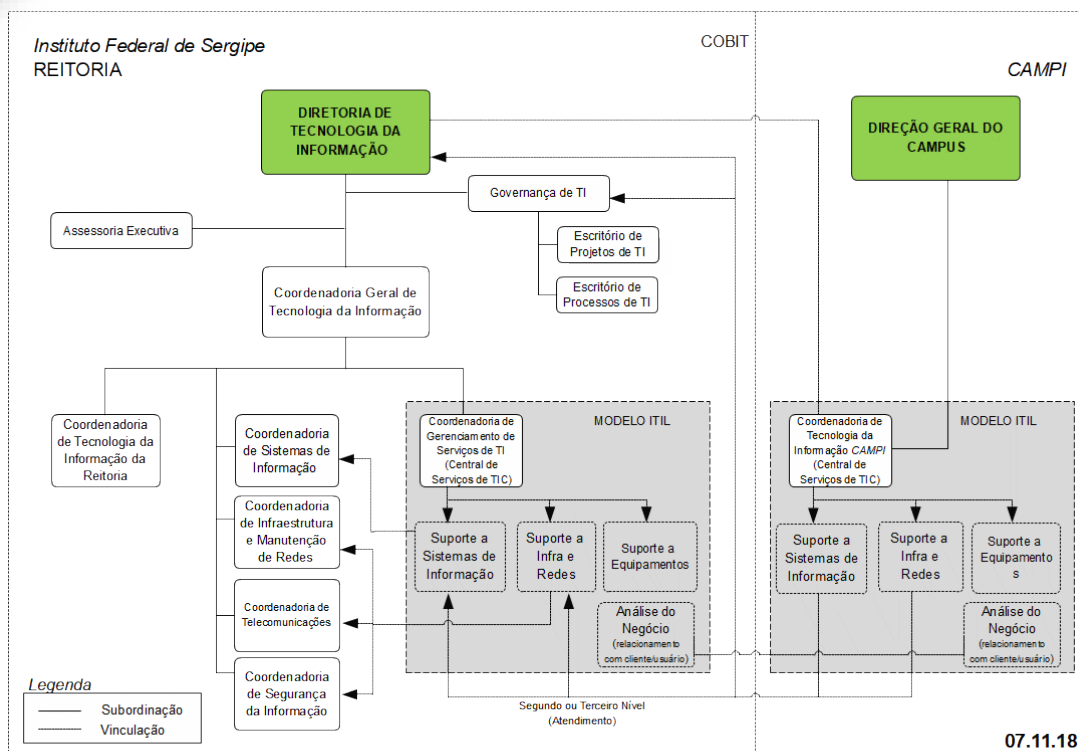 Instituto Federal de Sergipe
REITORIA
COBIT
CAMPI
DIRETORIA DE
TECNOLOGIA DA
INFORMAÇÃO
DIREÇÃO GERAL DO
CAMPUS
Governança de TI
Assessoria Executiva
Escritório de
Projetos de TI
Escritório de
Processos de TI
Coordenadoria Geral de
Tecnologia da Informação
Coordenadoria
de Tecnologia da
Informação da
Reitoria
Coordenadoria
de Sistemas de
Informação
Coordenadoria
de Infraestrutura
e Manutenção
de Redes
Coordenadoria de
Telecomunicações
Coordenadoria
de Segurança
da Informação
Coordenadoria de
Gerenciamento de
Serviços de TI
(Central de
Serviços de TIC)
MODELO ITIL
Suporte a
Sistemas de
Informação
Suporte a
Infra e
Redes
Suporte a
Equipamentos
Análise do
Negócio
(relacionamento
com cliente/usuário)
Coordenadoria de
Tecnologia da
Informação CAMPI
(Central de
Serviços de TIC)
MODELO ITIL
Suporte a
Sistemas de
Informação
Suporte a
Infra e
Redes
Suporte a
Equipamento
s
Análise do
Negócio
(relacionamento
com cliente/usuário)
Segundo ou Terceiro Nível
(Atendimento)
Legenda
Subordinação
Vinculação
07.11.18